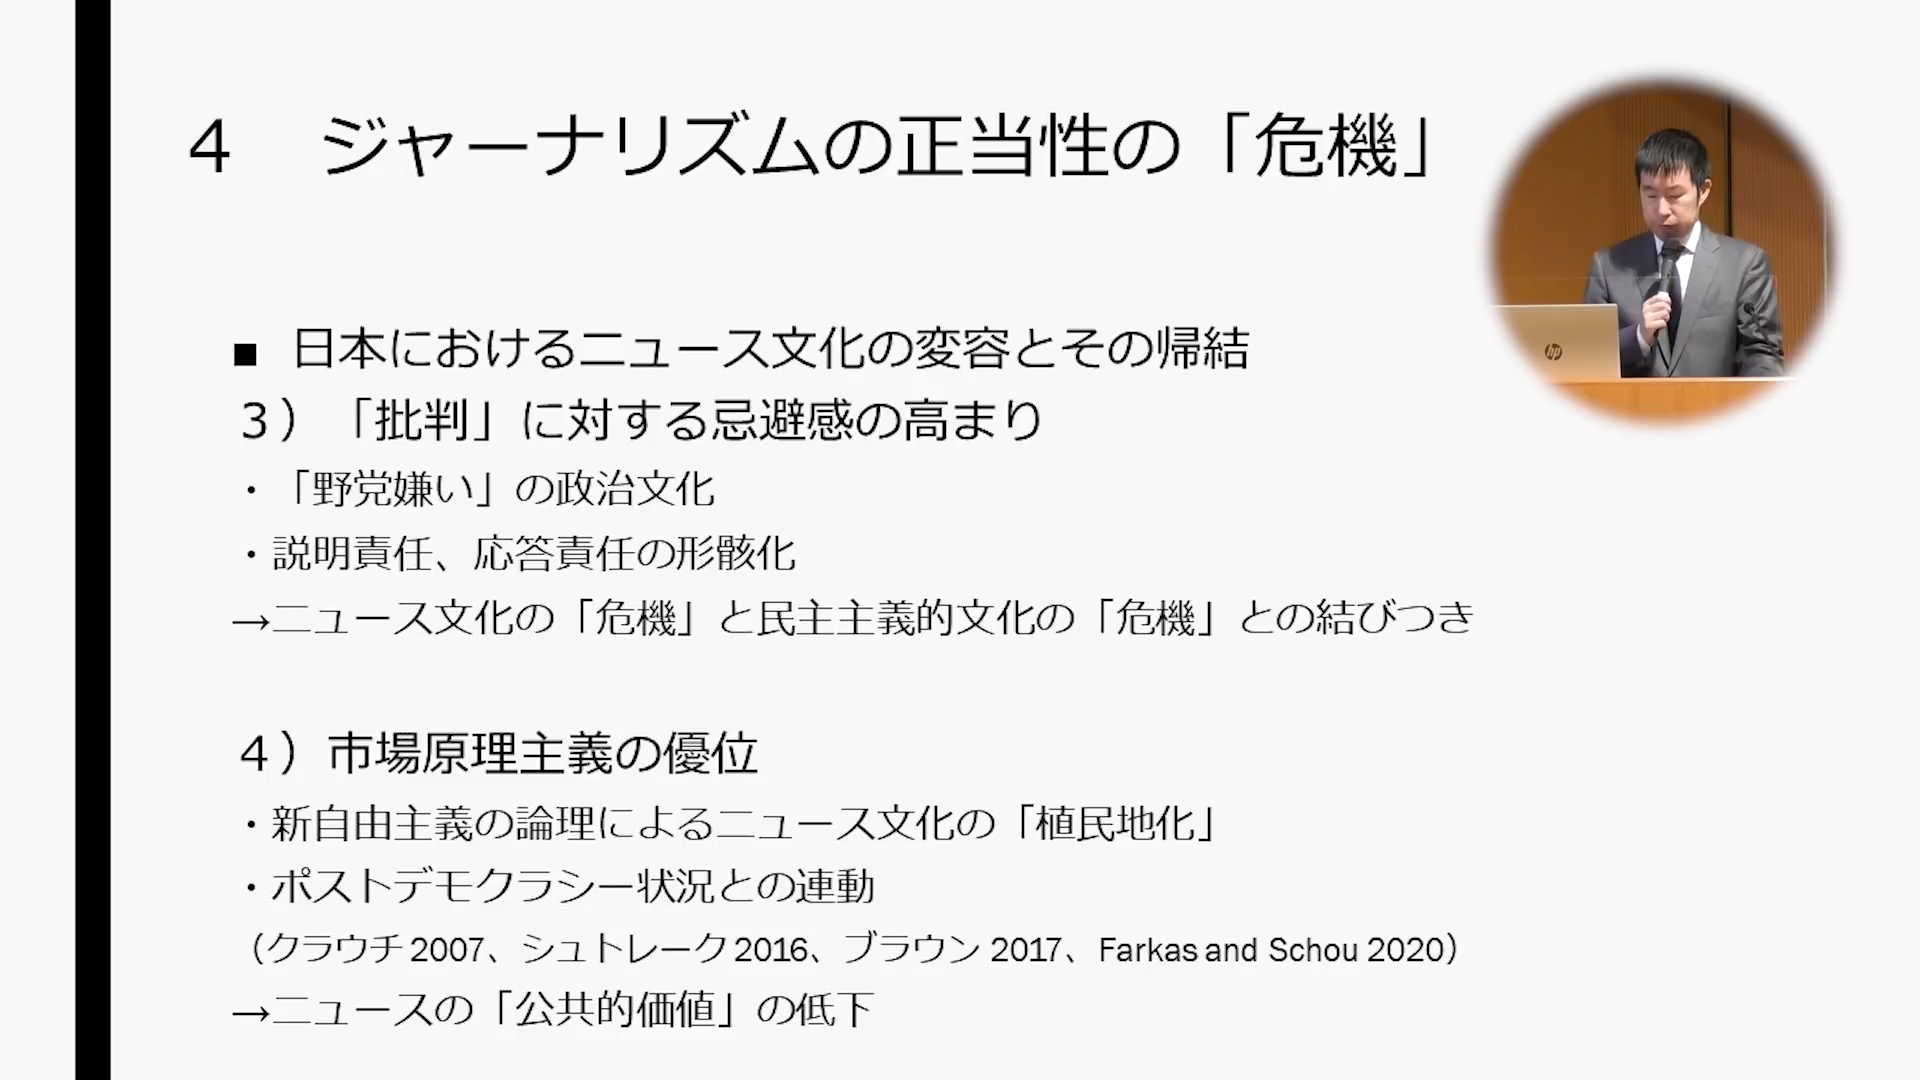 ４　ジャーナリズムの正当性の「危機」
■ 日本におけるニュース文化の変容とその帰結
３）「批判」に対する忌避感の高まり
・「野党嫌い」の政治文化
・説明責任、応答責任の形骸化
→ニュース文化の「危機」と民主主義的文化の「危機」との結びつき
４）市場原理主義の優位
・新自由主義の論理によるニュース文化の「植民地化」
・ポストデモクラシー状況との連動
（クラウチ2007、シュトレーク2016、ブラウン 2017、Farkas and Schou 2020）
→ニュースの「公共的価値」の低下
hp